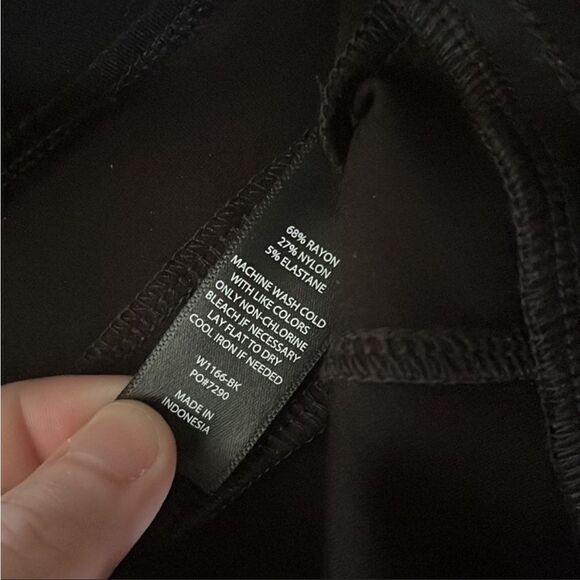 68% RAYON
27% NYLON
5% ELASTANE
MACHINE WASH COLD
WITH LIKE COLORS
ONLY NON-CHLORINE
BLEACH IF NECESSARY
LAY FLAT TO DRY
COOL IRON IF NEEDED
W1166-BK
PO#7290
MADE IN
INDONESIA